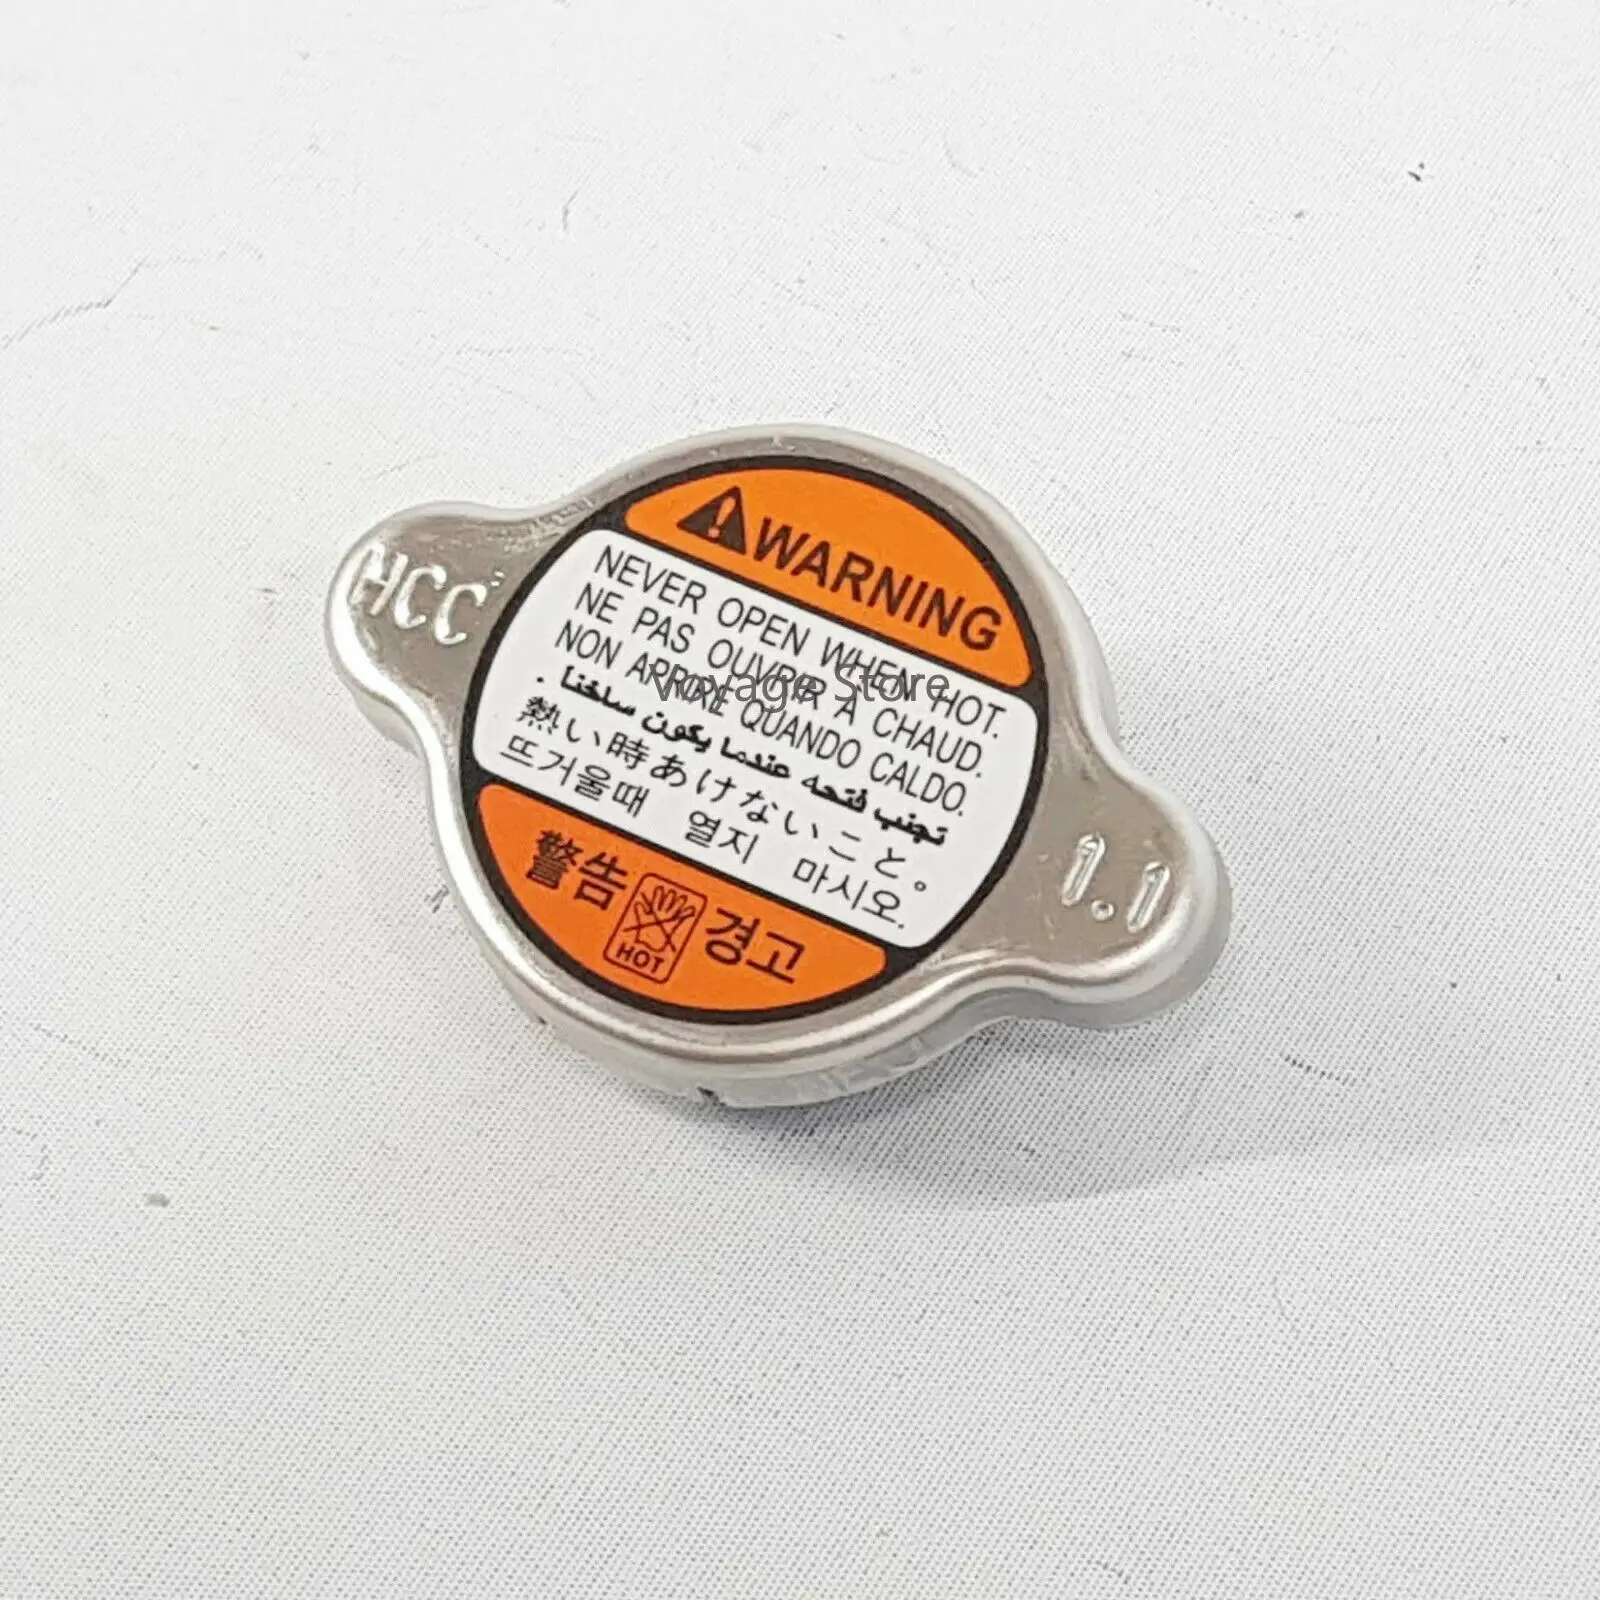 HCC
WARNING
NEVER OPEN WHEN HOT.
NE PAS OUVRIR A CHAUD.
NON APRIRE QUANDO CALDO.
تجنب فتحه عندما يكون ساخنا .
熱い時あけないこと。
뜨거울때 열지 마시오.
警告 HOT 경고
1.1
Voyage Store